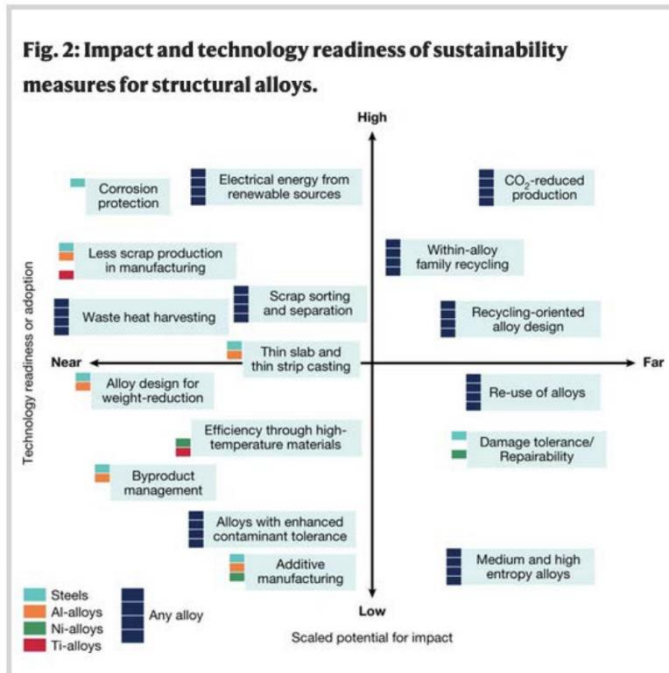 Fig. 2: Impact and technology readiness of sustainability
measures for structural alloys.
High
Corrosion
protection
Electrical energy from
renewable sources
CO₂-reduced
production
Less scrap production
in manufacturing
Within-alloy
family recycling
Waste heat harvesting
Scrap sorting
and separation
Recycling-oriented
alloy design
Technology readiness or adoption
Near
Thin slab and
thin strip casting
Far
Alloy design for
weight-reduction
Re-use of alloys
Efficiency through high-
temperature materials
Damage tolerance/
Repairability
Byproduct
management
Alloys with enhanced
contaminant tolerance
Additive
manufacturing
Medium and high
entropy alloys
Steels
Al-alloys
Ni-alloys
Ti-alloys
Any alloy
Low
Scaled potential for impact